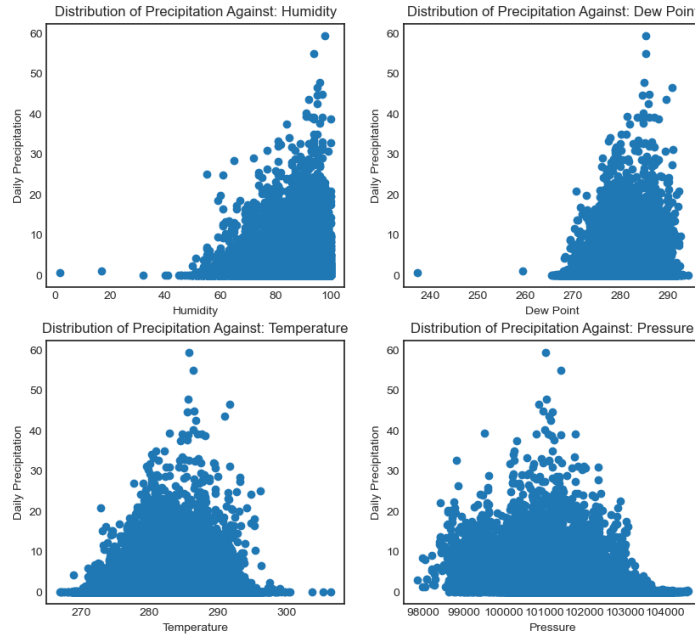 Distribution of Precipitation Against: Humidity
Daily Precipitation
60
50
40
30
20
10
0
0 20 40 60 80 100
Humidity
Distribution of Precipitation Against: Dew Point
Daily Precipitation
60
50
40
30
20
10
0
240 250 260 270 280 290
Dew Point
Distribution of Precipitation Against: Temperature
Daily Precipitation
60
50
40
30
20
10
0
270 280 290 300
Temperature
Distribution of Precipitation Against: Pressure
Daily Precipitation
60
50
40
30
20
10
0
98000 99000 100000 101000 102000 103000 104000
Pressure